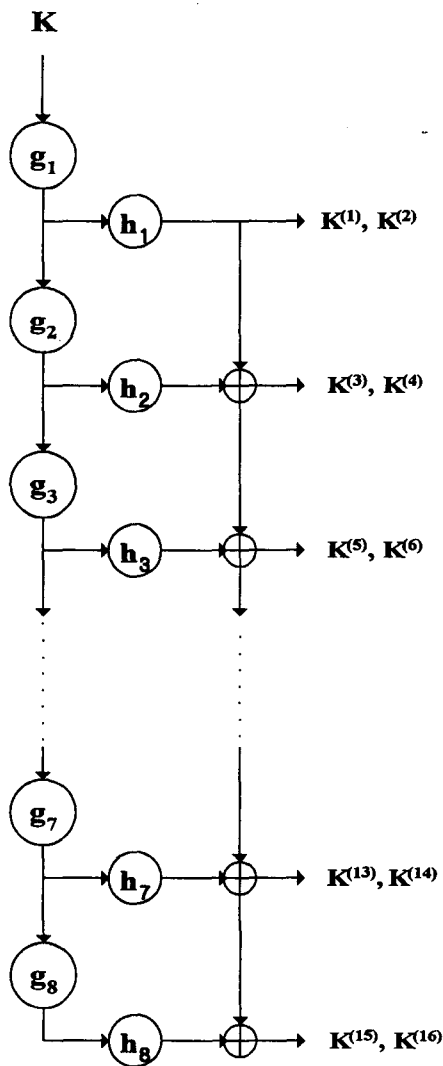 K
g₁
h₁ K⁽¹⁾, K⁽²⁾
g₂
h₂ K⁽³⁾, K⁽⁴⁾
g₃
h₃ K⁽⁵⁾, K⁽⁶⁾
g₇
h₇ K⁽¹³⁾, K⁽¹⁴⁾
g₈
h₈ K⁽¹⁵⁾, K⁽¹⁶⁾